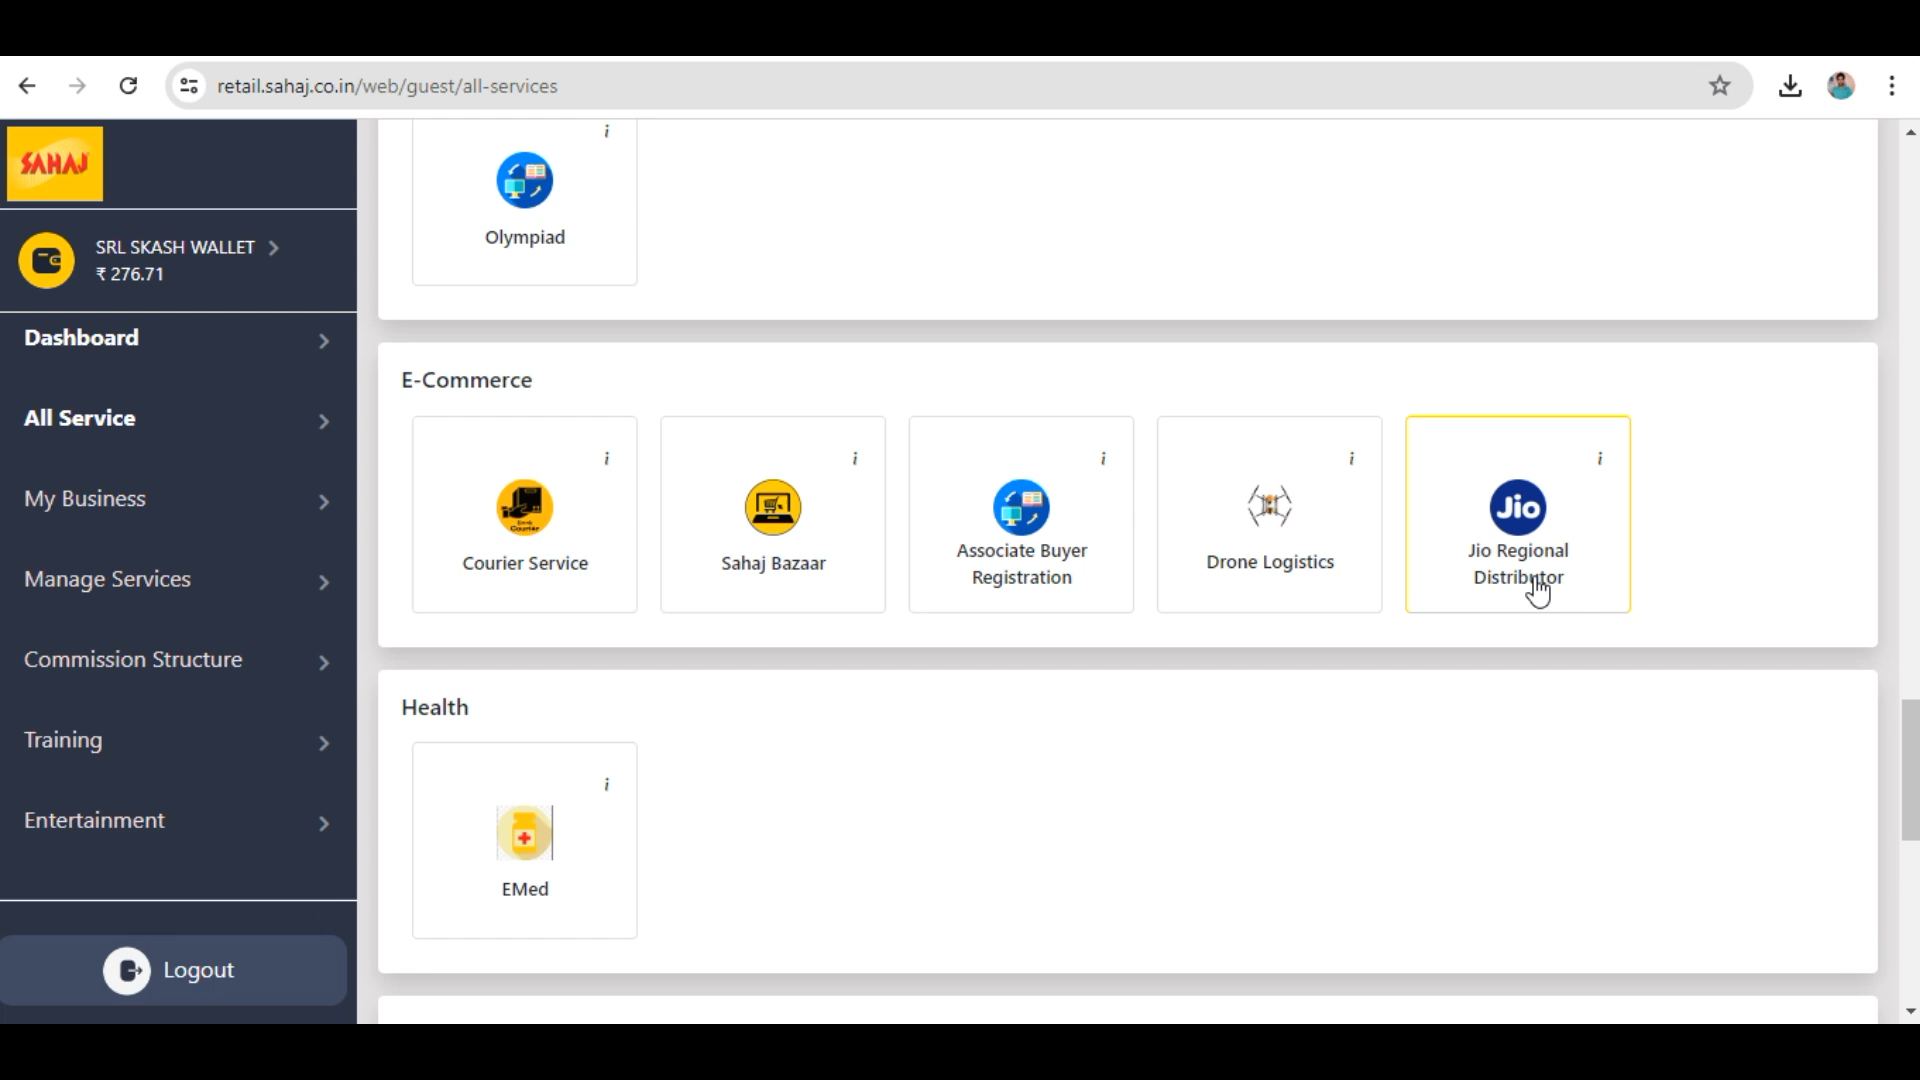 retail.sahaj.co.in/web/guest/all-services
SAHAJ
SRL SKASH WALLET
₹ 276.71
Dashboard
All Service
My Business
Manage Services
Commission Structure
Training
Entertainment
Logout
i
Olympiad
E-Commerce
i
Courier
Courier Service
i
Sahaj Bazaar
i
Associate Buyer
Registration
i
Drone Logistics
i
Jio
Jio Regional
Distributor
Health
i
EMed